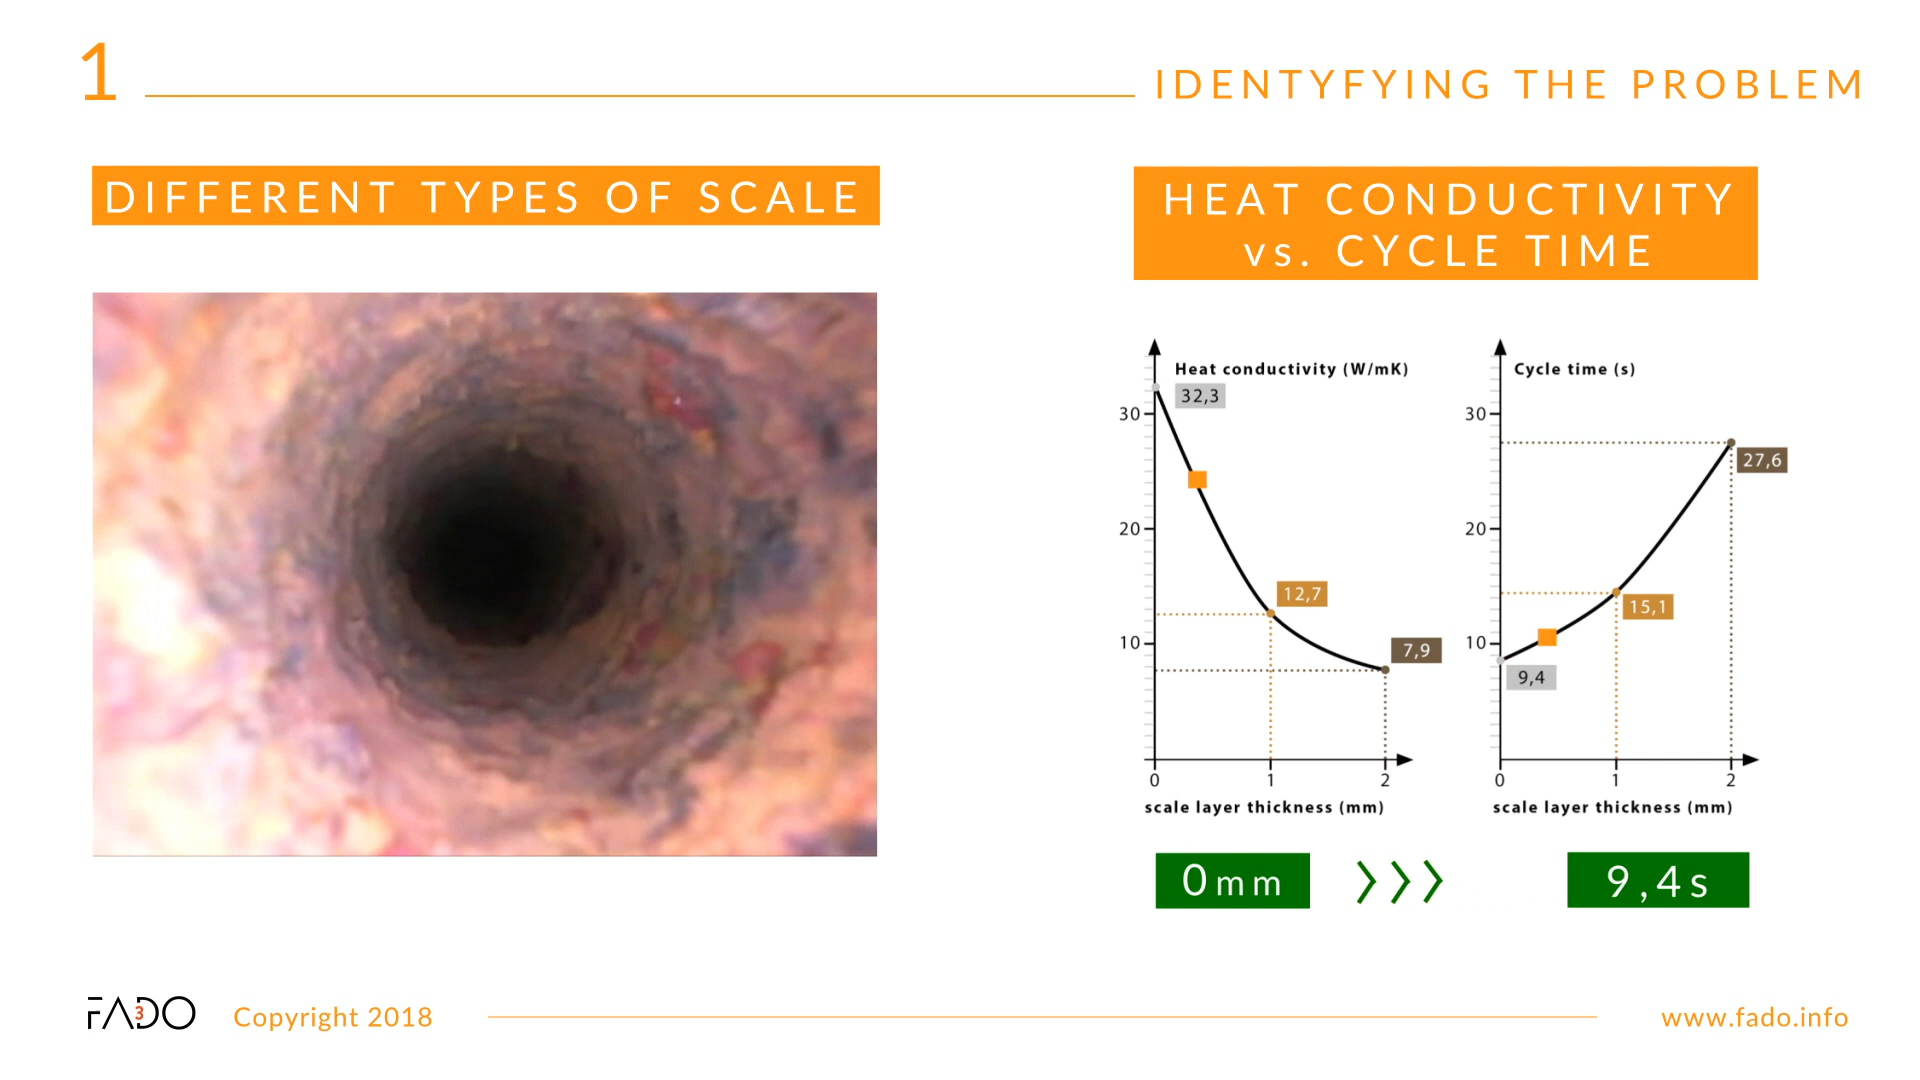 1
IDENTYFYING THE PROBLEM
DIFFERENT TYPES OF SCALE
HEAT CONDUCTIVITY
vs. CYCLE TIME
Heat conductivity (W/mK)
32,3
30
20
12,7
10
7,9
0 1 2
scale layer thickness (mm)
Cycle time (s)
30
27,6
20
15,1
10
9,4
0 1 2
scale layer thickness (mm)
0mm
9,4s
FA3DO
Copyright 2018
www.fado.info